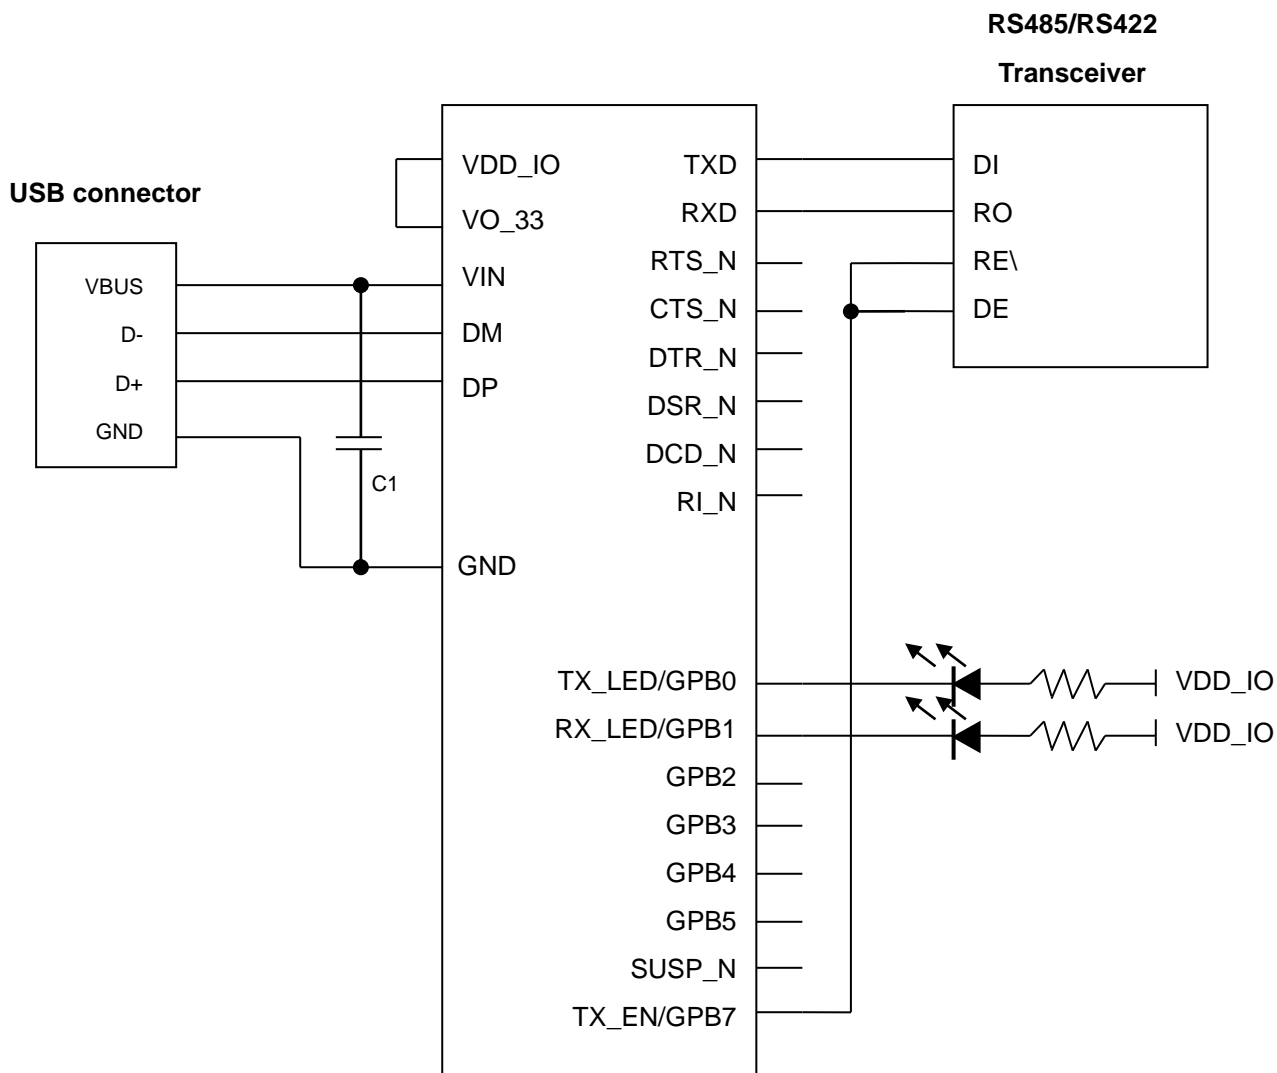 RS485/RS422
Transceiver
USB connector
VBUS
D-
D+
GND
C1
VDD_IO
VO_33
VIN
DM
DP
GND
TXD
RXD
RTS_N
CTS_N
DTR_N
DSR_N
DCD_N
RI_N
TX_LED/GPB0
RX_LED/GPB1
GPB2
GPB3
GPB4
GPB5
SUSP_N
TX_EN/GPB7
DI
RO
RE\
DE
VDD_IO
VDD_IO